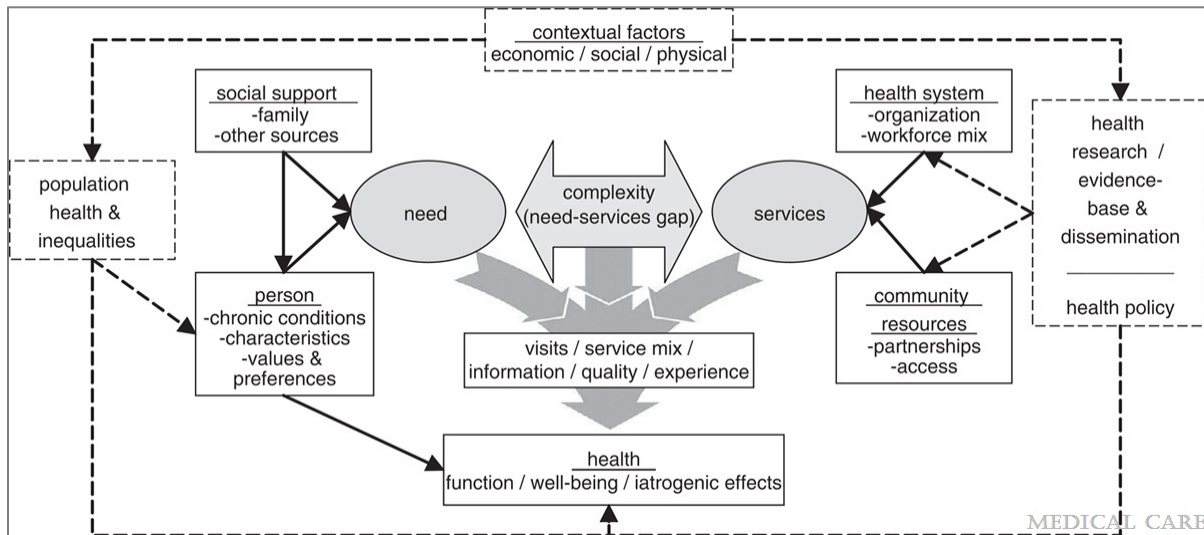 contextual factors
economic / social / physical
social support
-family
-other sources
health system
-organization
-workforce mix
population
health &
inequalities
need
complexity
(need-services gap)
services
health
research /
evidence-
base &
dissemination
health policy
person
-chronic conditions
-characteristics
-values &
preferences
community
resources
-partnerships
-access
visits / service mix /
information / quality / experience
health
function / well-being / iatrogenic effects
MEDICAL CARE